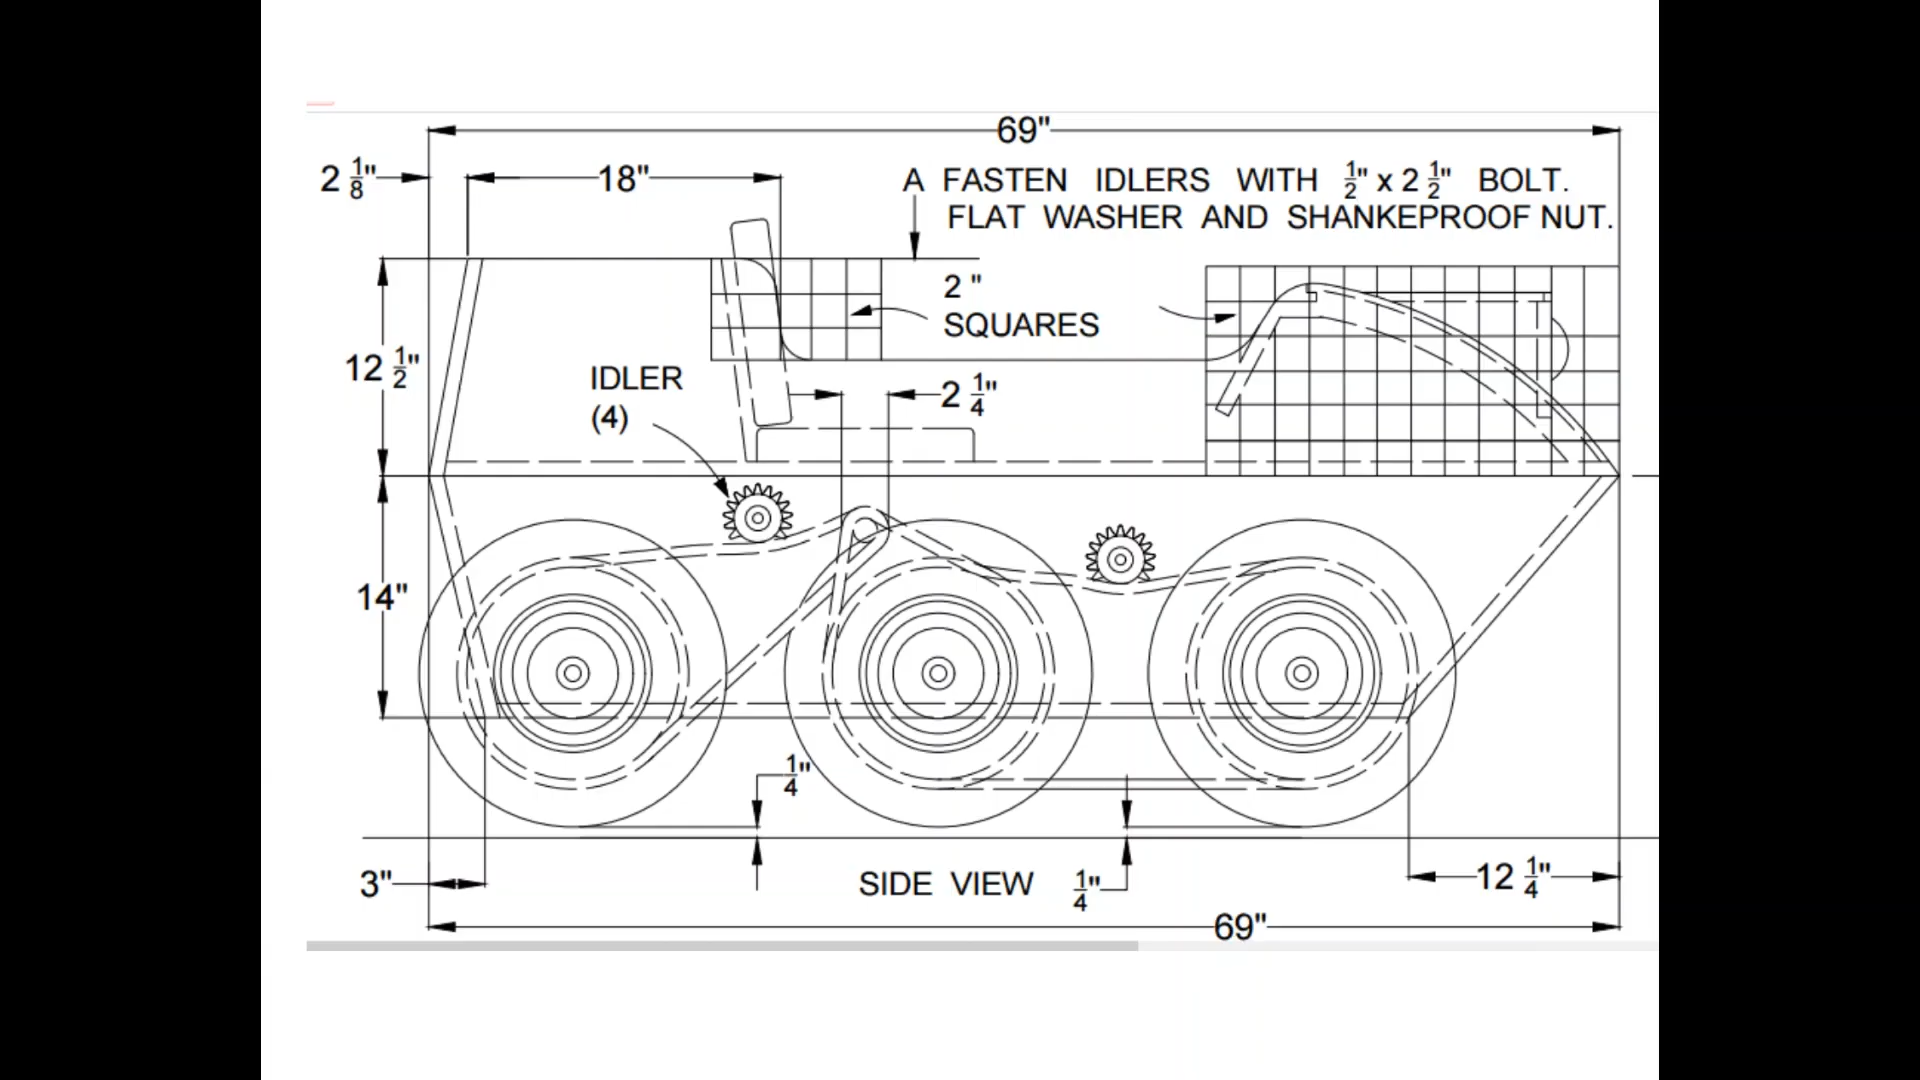 69"
2 1/8"
18"
A FASTEN IDLERS WITH 1/2" x 2 1/2" BOLT.
FLAT WASHER AND SHANKEPROOF NUT.
2 "
SQUARES
12 1/2"
IDLER
(4)
2 1/4"
14"
1/4"
3"
SIDE VIEW
1/4"
12 1/4"
69"